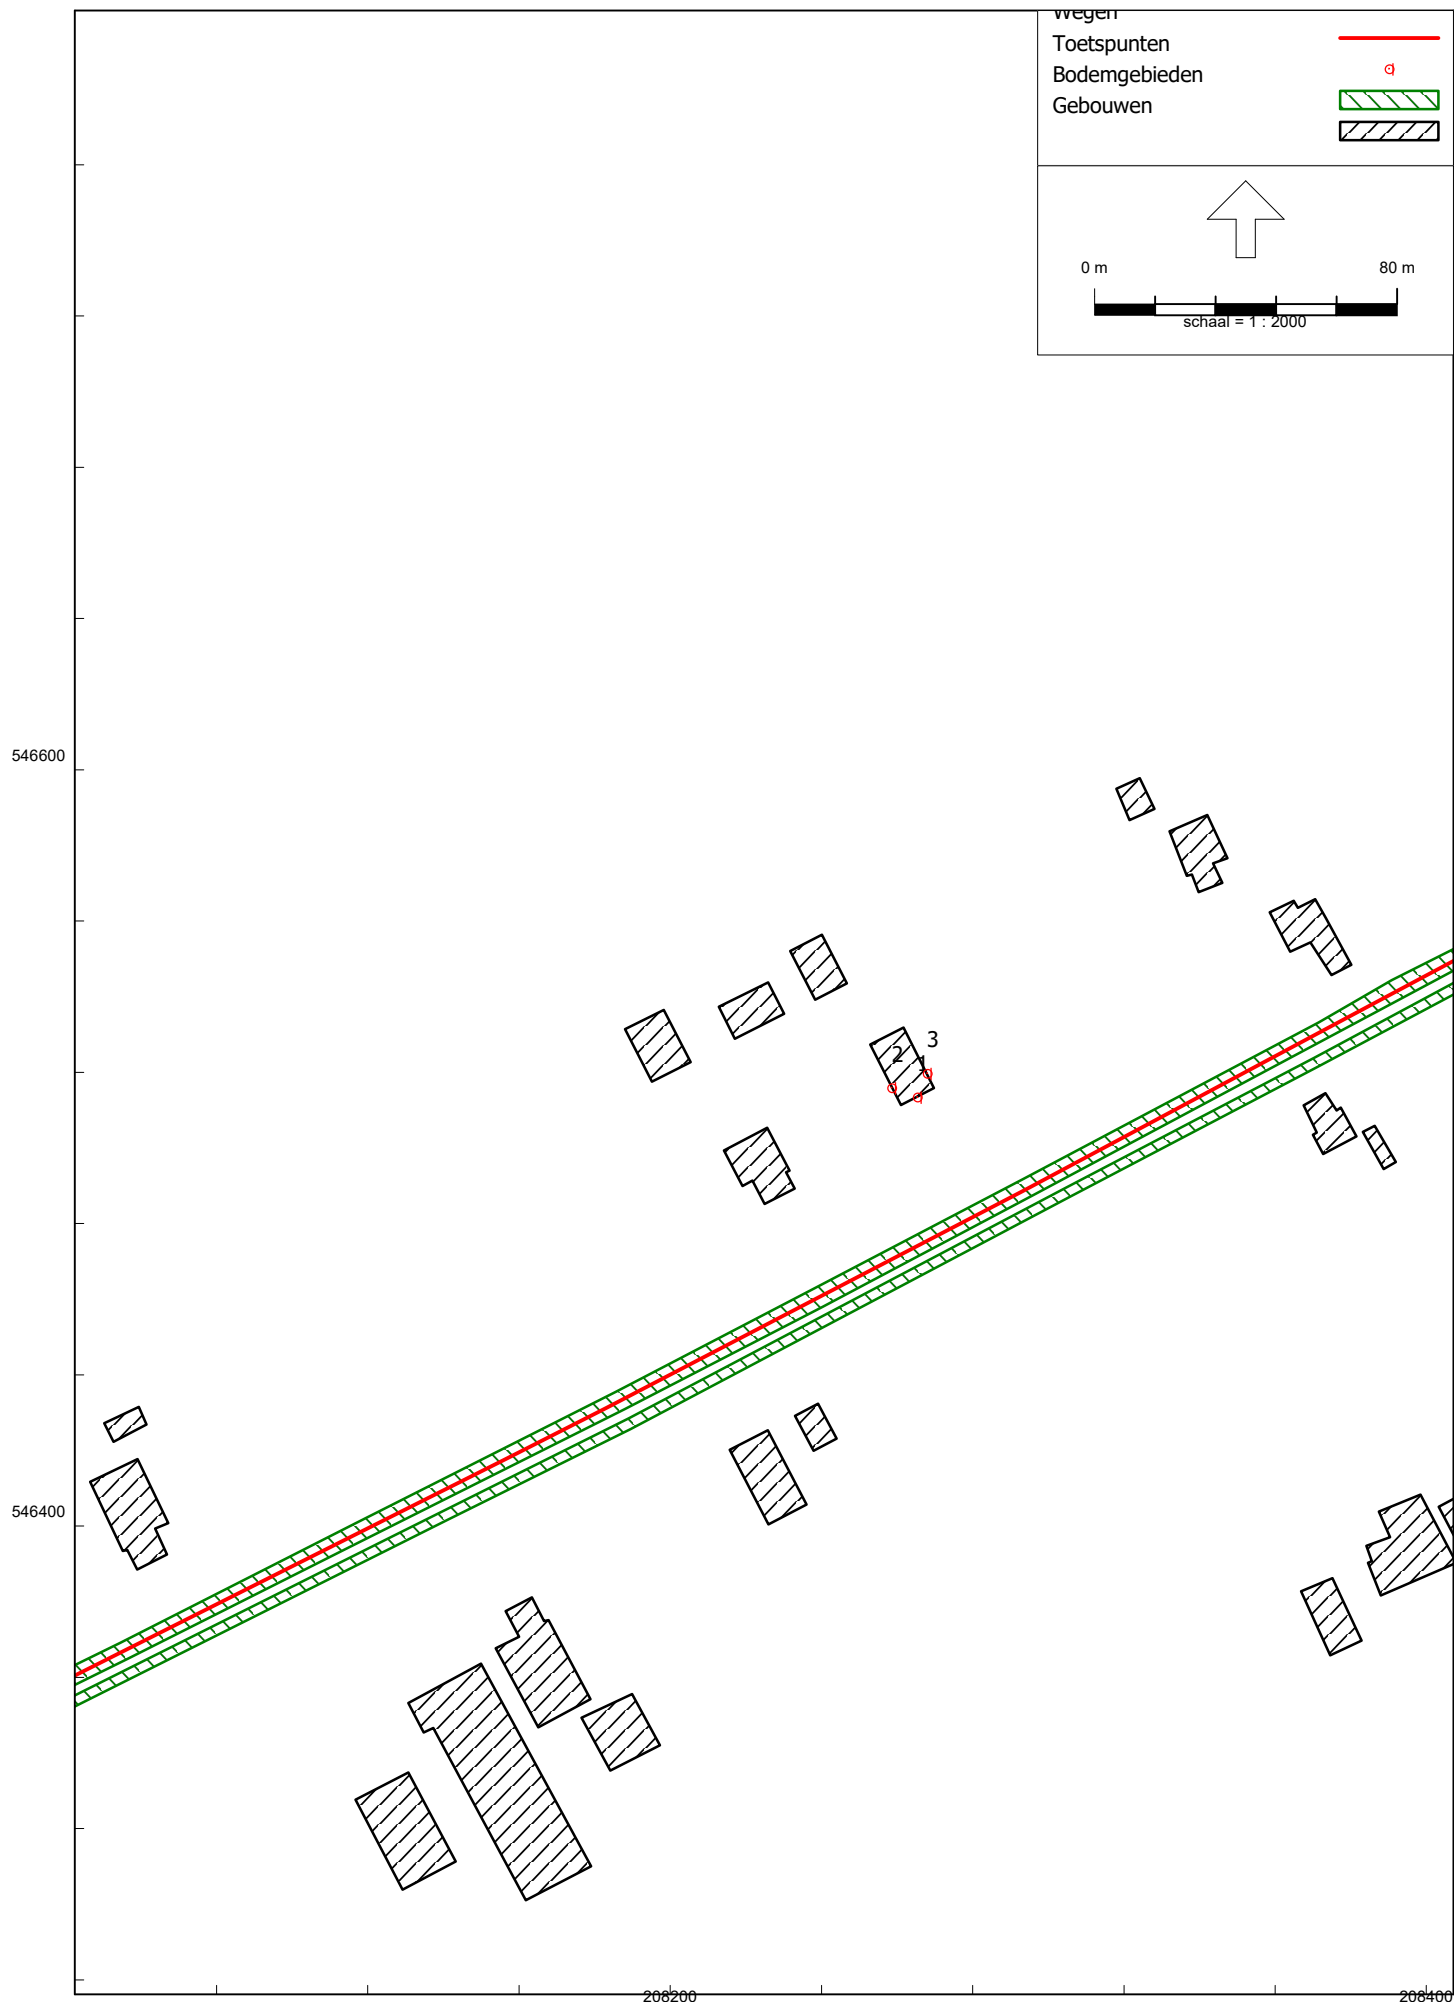 Wegen
Toetspunten
Bodemgebieden
Gebouwen
0 m 80 m
schaal = 1 : 2000
546600
3
2
1
546400
208200 208400